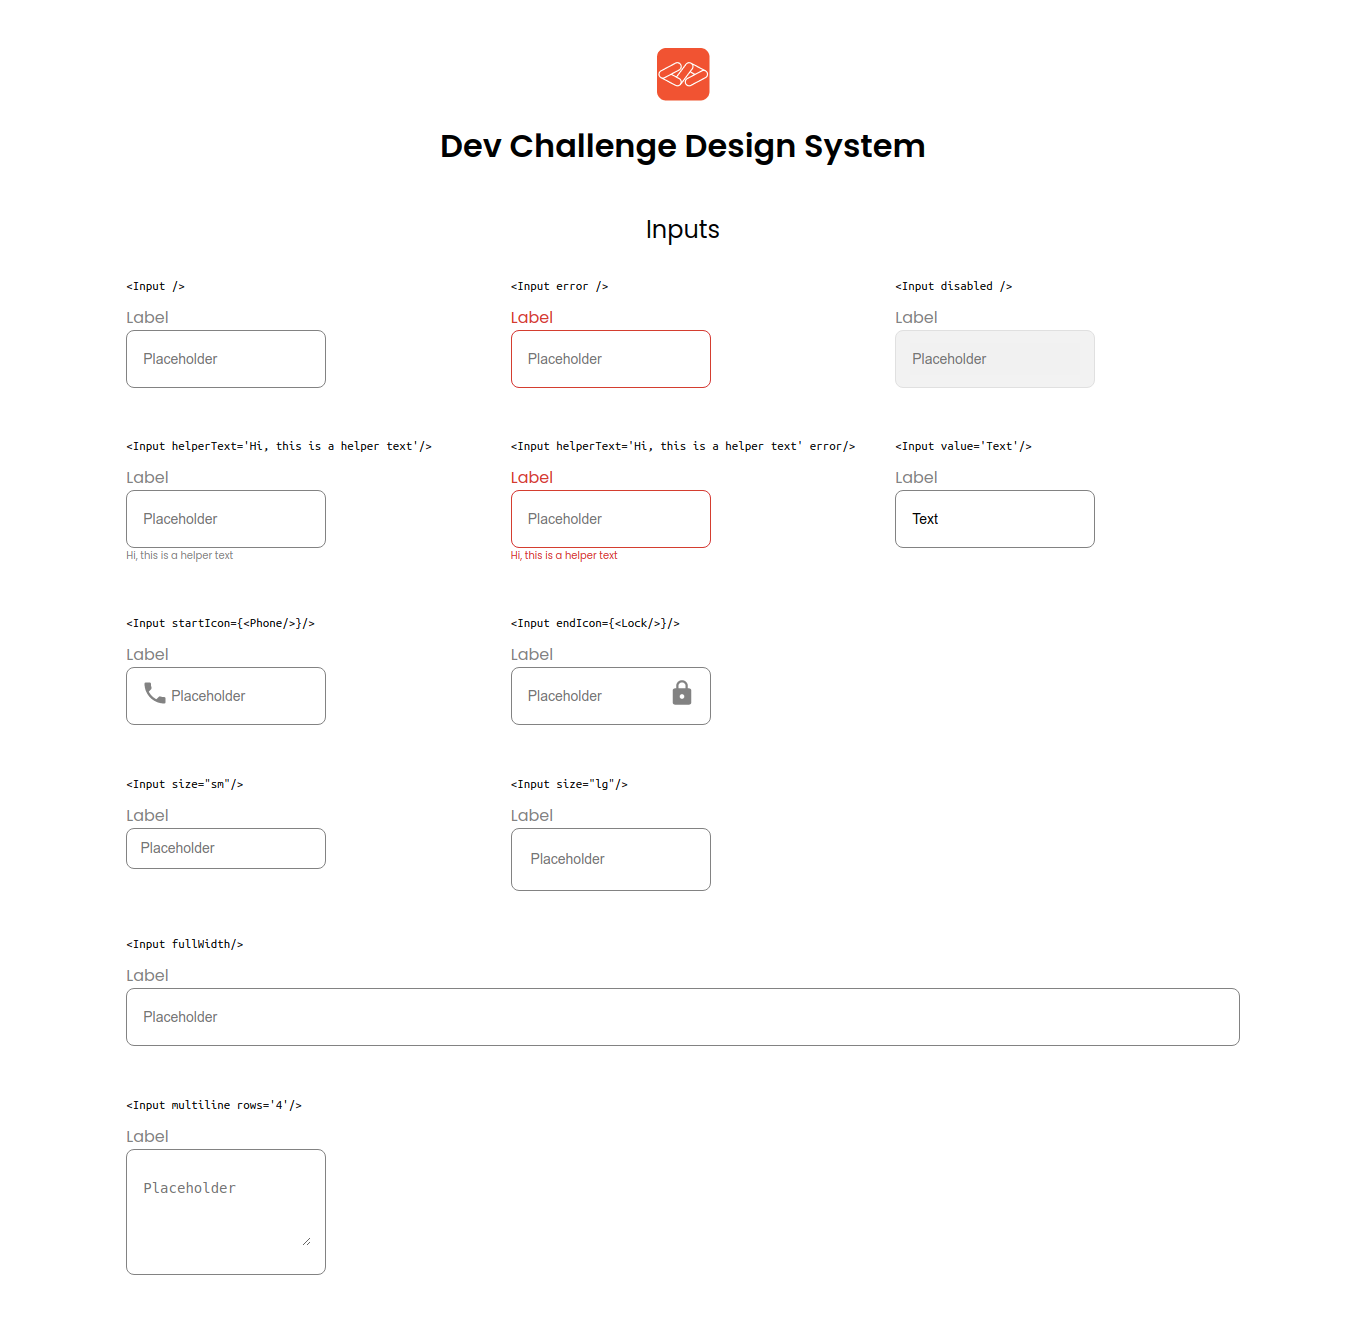 Dev Challenge Design System
Inputs
<Input />
<Input error />
<Input disabled />
Label
Label
Label
Placeholder
Placeholder
Placeholder
<Input helperText='Hi, this is a helper text'/>
<Input helperText='Hi, this is a helper text' error/>
<Input value='Text'/>
Label
Label
Label
Placeholder
Placeholder
Text
Hi, this is a helper text
Hi, this is a helper text
<Input startIcon={<Phone/>}/>
<Input endIcon={<Lock/>}/>
Label
Label
Placeholder
Placeholder
<Input size="sm"/>
<Input size="lg"/>
Label
Label
Placeholder
Placeholder
<Input fullWidth/>
Label
Placeholder
<Input multiline rows='4'/>
Label
Placeholder